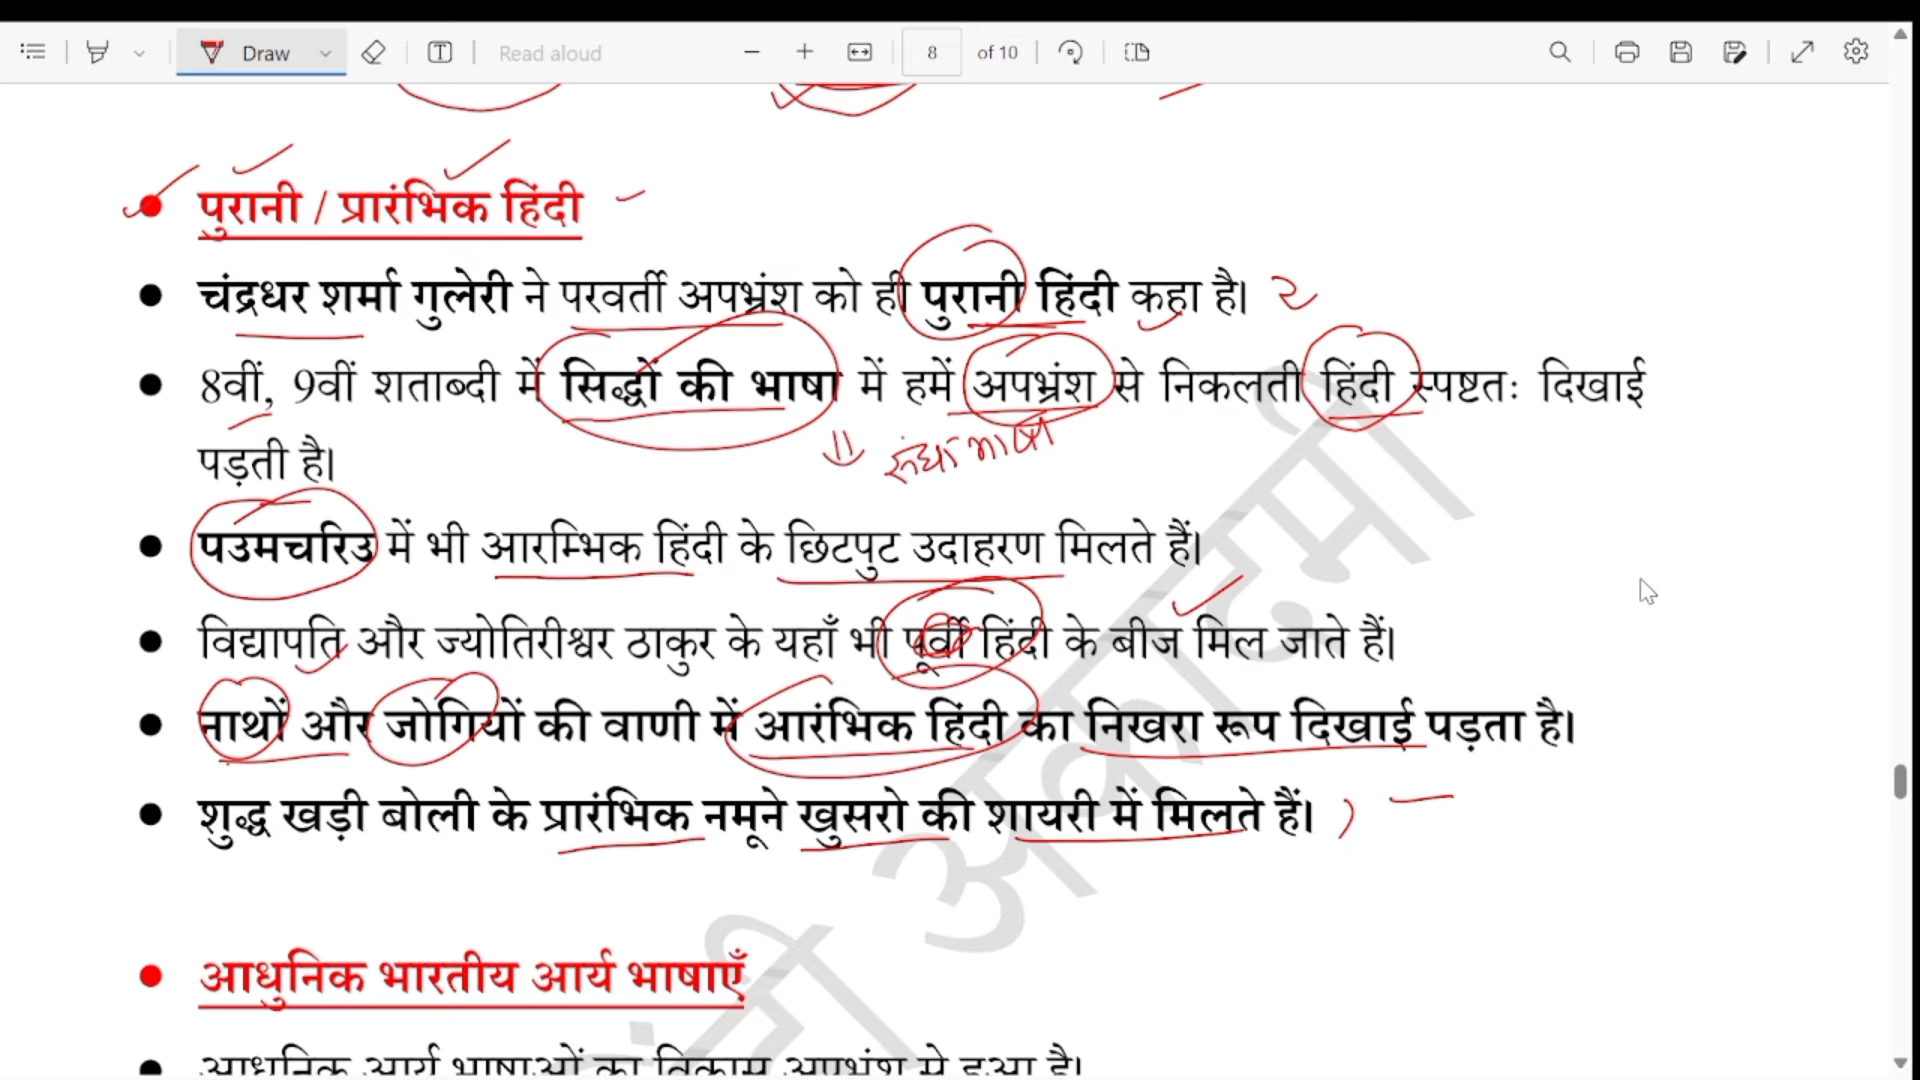 Draw
Read aloud
8 of 10
पुरानी / प्रारंभिक हिंदी
चंद्रधर शर्मा गुलेरी ने परवर्ती अपभ्रंश को ही पुरानी हिंदी कहा है।
8वीं, 9वीं शताब्दी में सिद्धों की भाषा में हमें अपभ्रंश से निकलती हिंदी स्पष्टतः दिखाई
पड़ती है।
पउमचरिउ में भी आरम्भिक हिंदी के छिटपुट उदाहरण मिलते हैं।
विद्यापति और ज्योतिरीश्वर ठाकुर के यहाँ भी पूर्वी हिंदी के बीज मिल जाते हैं।
नाथों और जोगियों की वाणी में आरंभिक हिंदी का निखरा रूप दिखाई पड़ता है।
शुद्ध खड़ी बोली के प्रारंभिक नमूने खुसरो की शायरी में मिलते हैं।
आधुनिक भारतीय आर्य भाषाएँ
आधुनिक आर्य भाषाओं का विकास अपभ्रंश से हुआ है।
अकादमी